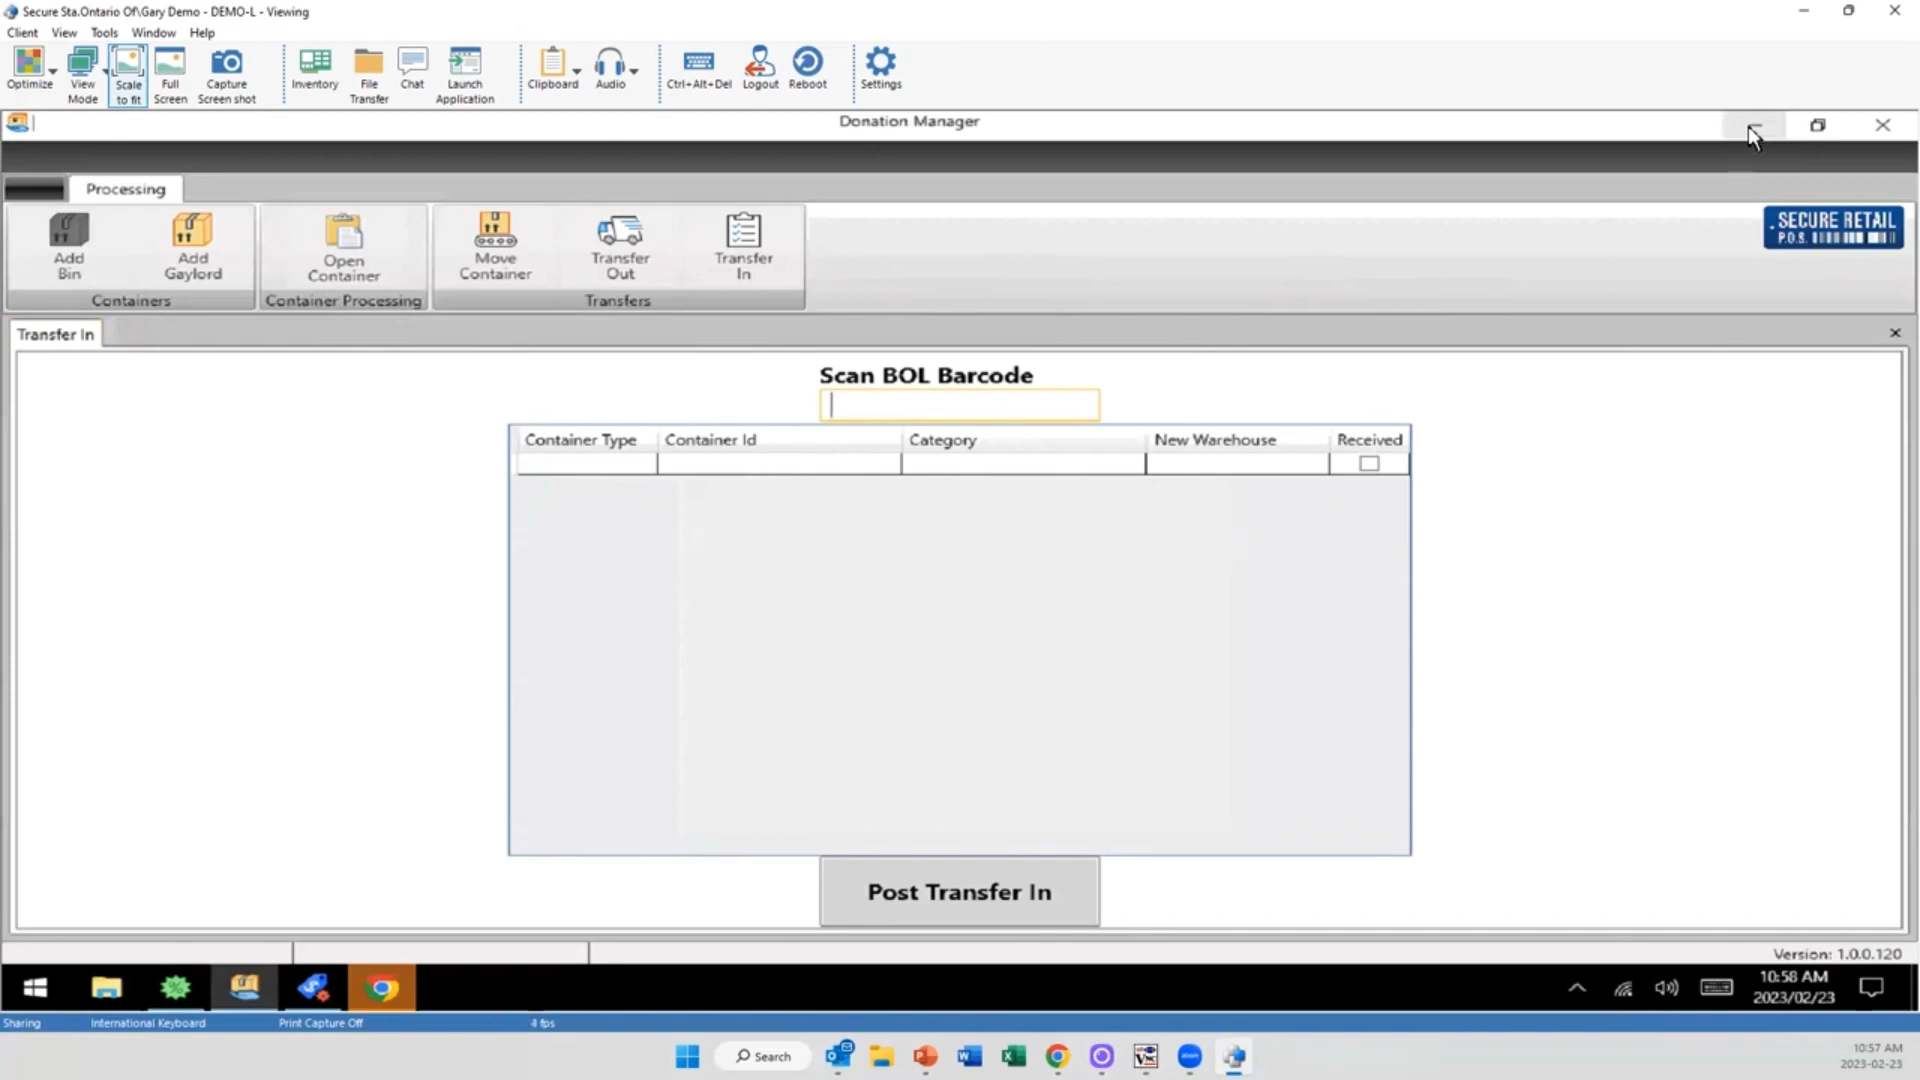 Secure Sta.Ontario Of\Gary Demo - DEMO-L - Viewing
Client View Tools Window Help
Optimize
View Mode
Scale to fit
Full Screen
Capture Screen shot
Inventory
File Transfer
Chat
Launch Application
Clipboard
Audio
Ctrl+Alt+Del
Logout
Reboot
Settings
Donation Manager
Processing
Add Bin
Add Gaylord
Containers
Open Container
Container Processing
Move Container
Transfer Out
Transfer In
Transfers
SECURE RETAIL
P.O.S.
Transfer In
Scan BOL Barcode
Container Type Container Id Category New Warehouse Received
Post Transfer In
Version: 1.0.0.120
10:58 AM
2023/02/23
Sharing International Keyboard Print Capture Off 4 fps
Search
zoom
10:57 AM
2023-02-23